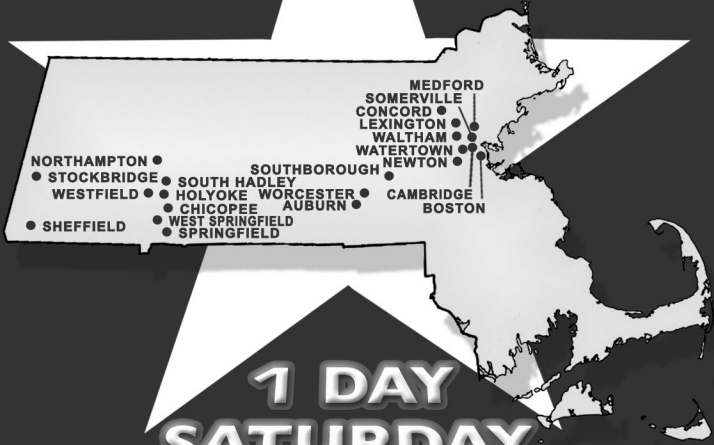 MEDFORD
SOMERVILLE
CONCORD
LEXINGTON
WALTHAM
WATERTOWN
NEWTON
CAMBRIDGE
BOSTON
SOUTHBOROUGH
WORCESTER
AUBURN
NORTHAMPTON
STOCKBRIDGE
SOUTH HADLEY
WESTFIELD
HOLYOKE
CHICOPEE
WEST SPRINGFIELD
SPRINGFIELD
SHEFFIELD
1 DAY
SATURDAY